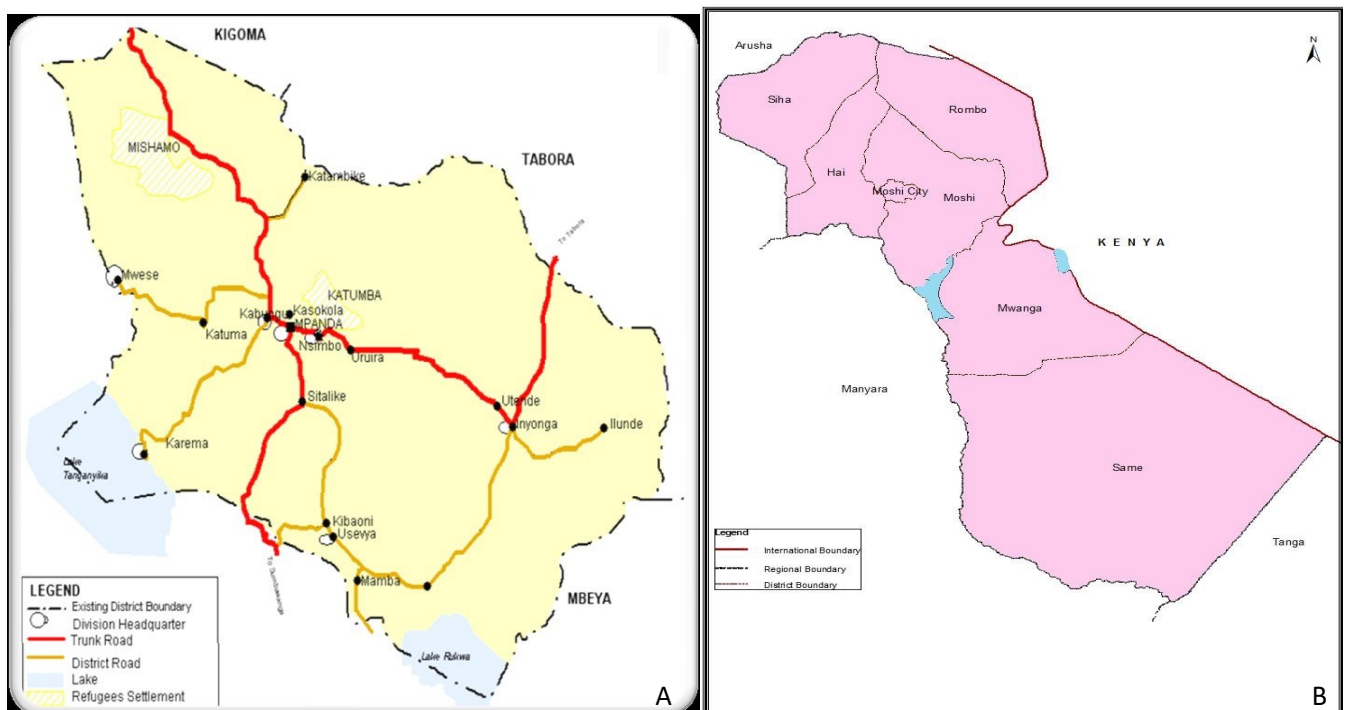 KIGOMA
TABORA
MISHAMO
Katambike
To Tabora
Mwese
KATUMBA
Kasokola
MPANDA
Katuma
Nsimbo
Uruira
Sitalike
Utende
Inyonga
Ilunde
Karema
Lake
Tanganyika
Kibaoni
Usevya
To Sumbawanga
Mamba
MBEYA
Lake Rukwa
LEGEND
Existing District Boundary
Division Headquarter
Trunk Road
District Road
Lake
Refugees Settlement
A
Arusha
N
Siha
Rombo
Hai
Moshi City
Moshi
KENYA
Mwanga
Manyara
Same
Tanga
Legend
International Boundary
Regional Boundary
District Boundary
B